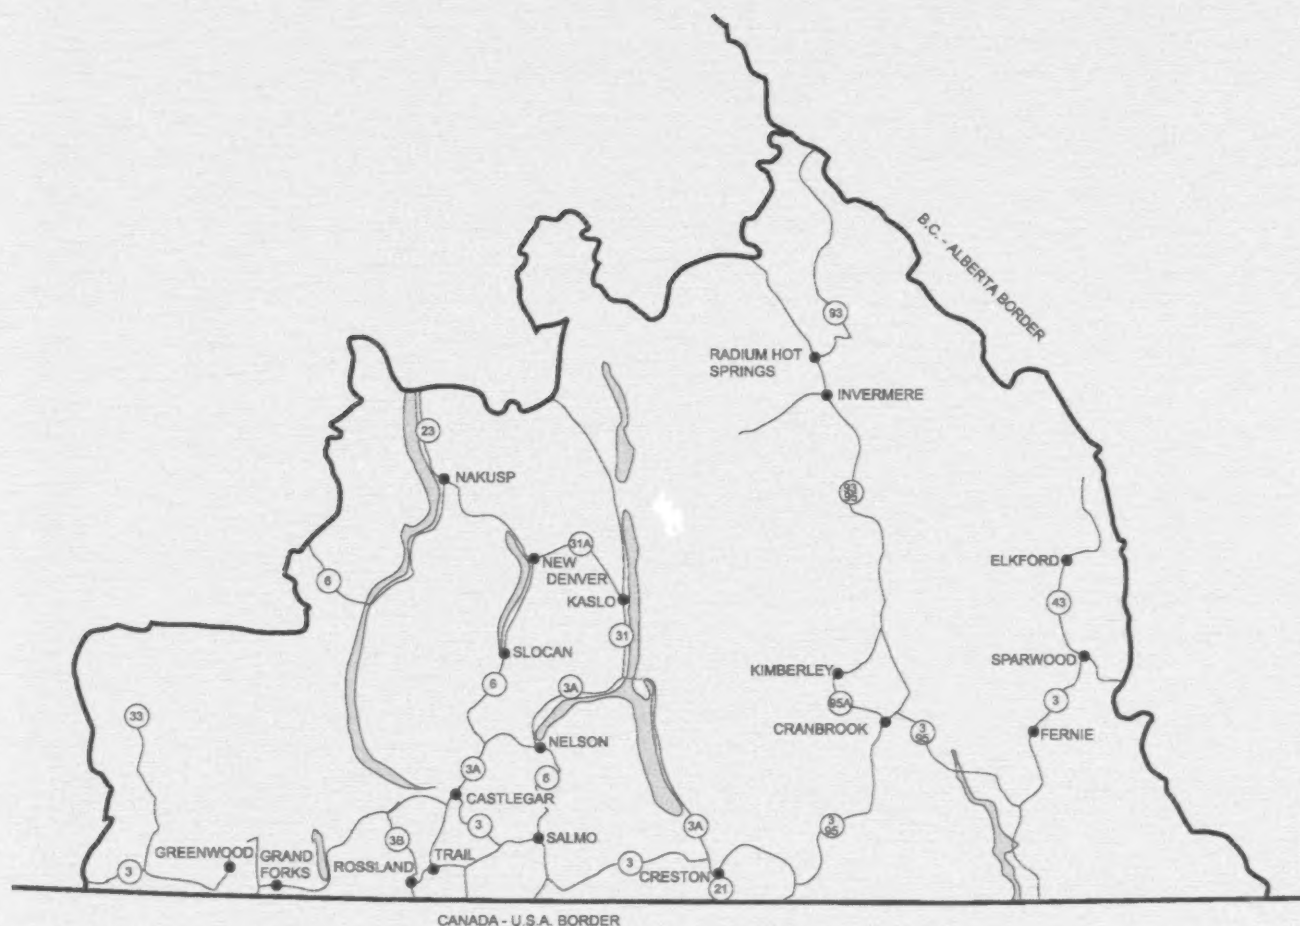 B.C. - ALBERTA BORDER
93
RADIUM HOT
SPRINGS
INVERMERE
23
NAKUSP
93
95
31A
NEW
DENVER
6
ELKFORD
KASLO
43
31
SLOCAN
SPARWOOD
KIMBERLEY
6
3A
95A
3
33
CRANBROOK
3
95
FERNIE
NELSON
3A
6
CASTLEGAR
3
3A
3
95
3B
SALMO
GREENWOOD
GRAND
FORKS
ROSSLAND
TRAIL
3
3
CRESTON
21
CANADA - U.S.A. BORDER